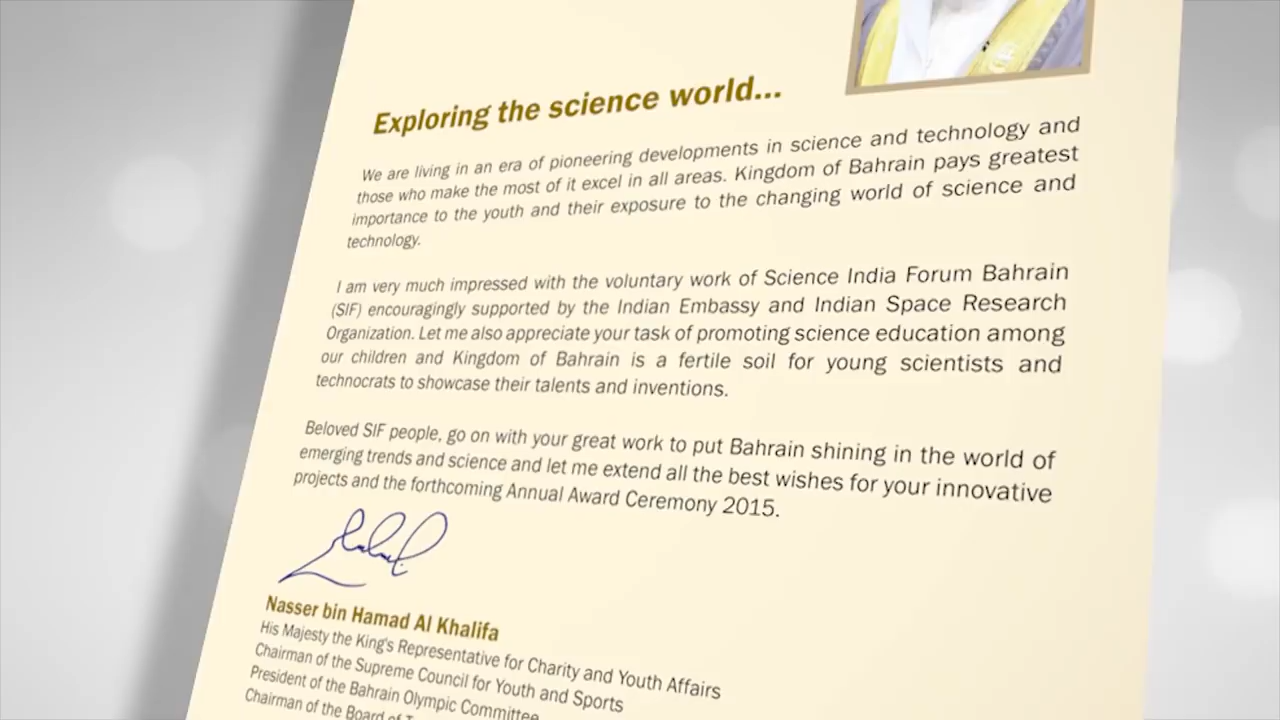 Exploring the science world...
We are living in an era of pioneering developments in science and technology and
those who make the most of it excel in all areas. Kingdom of Bahrain pays greatest
importance to the youth and their exposure to the changing world of science and
technology.
I am very much impressed with the voluntary work of Science India Forum Bahrain
(SIF) encouragingly supported by the Indian Embassy and Indian Space Research
Organization. Let me also appreciate your task of promoting science education among
our children and Kingdom of Bahrain is a fertile soil for young scientists and
technocrats to showcase their talents and inventions.
Beloved SIF people, go on with your great work to put Bahrain shining in the world of
emerging trends and science and let me extend all the best wishes for your innovative
projects and the forthcoming Annual Award Ceremony 2015.
Nasser bin Hamad Al Khalifa
His Majesty the King's Representative for Charity and Youth Affairs
Chairman of the Supreme Council for Youth and Sports
President of the Bahrain Olympic Committee
Chairman of the Board of